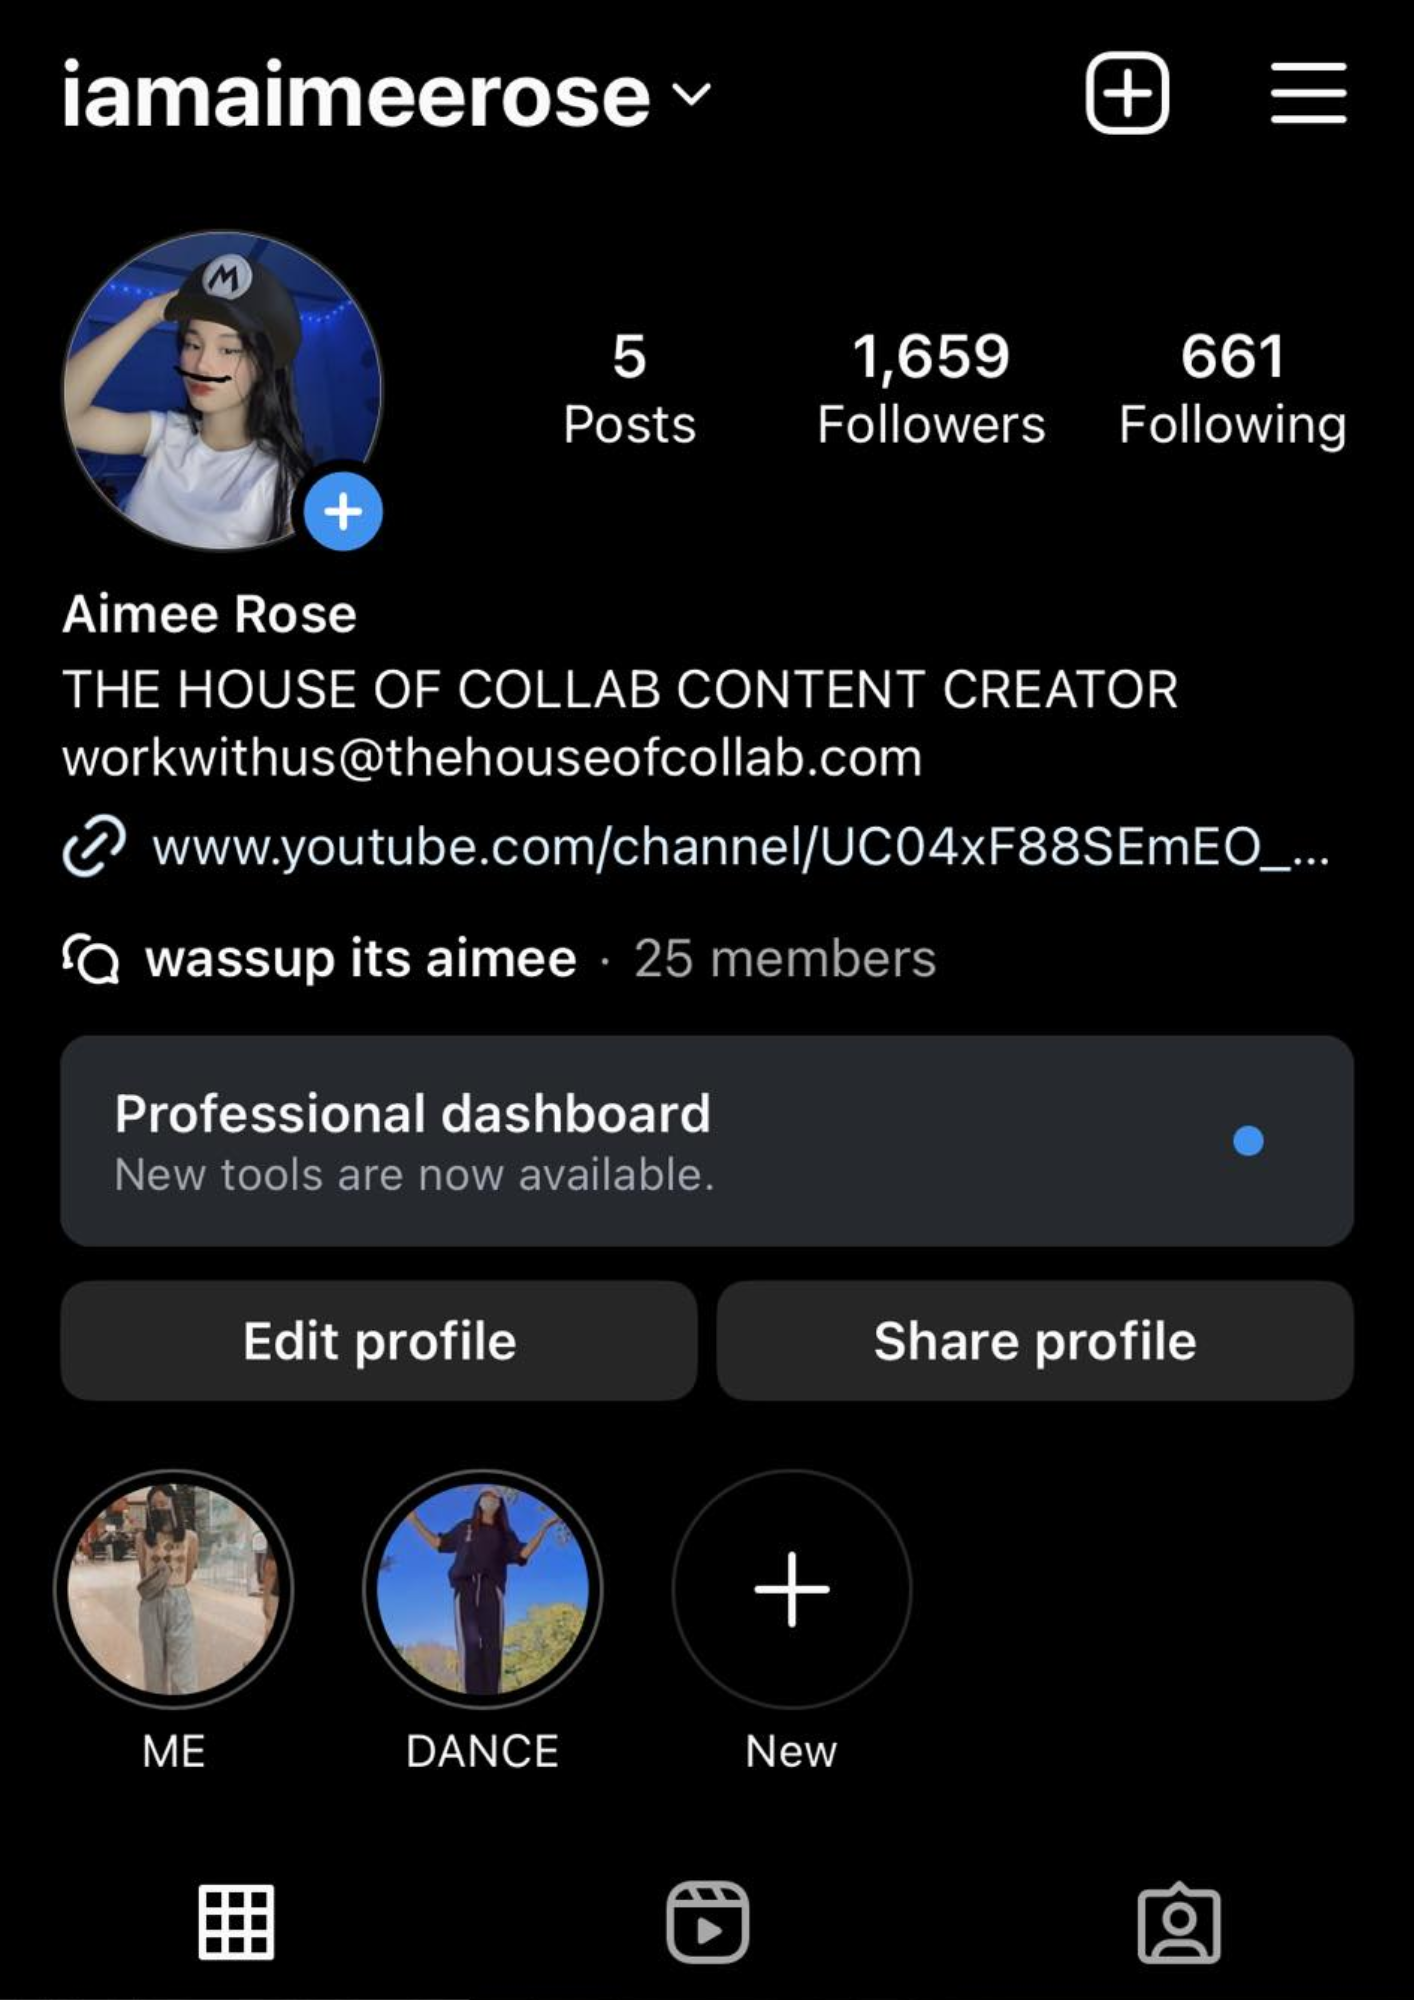 iamaimeerose
M
5 1,659 661
Posts Followers Following
Aimee Rose
THE HOUSE OF COLLAB CONTENT CREATOR
workwithus@thehouseofcollab.com
www.youtube.com/channel/UC04xF88SEmEO_...
wassup its aimee · 25 members
Professional dashboard
New tools are now available.
Edit profile Share profile
ME DANCE New